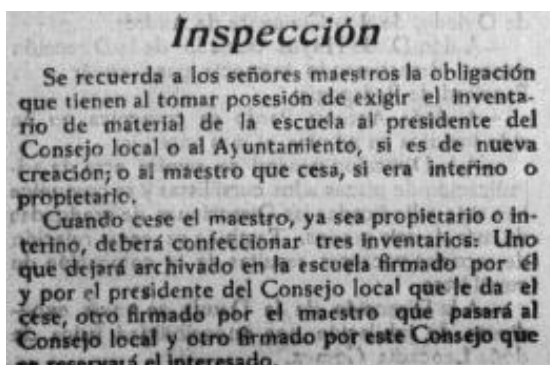 Inspección
Se recuerda a los señores maestros la obligación
que tienen al tomar posesión de exigir el inventa-
rio de material de la escuela al presidente del
Consejo local o al Ayuntamiento, si es de nueva
creación; o al maestro que cesa, si era interino o
propietario.
Cuando cese el maestro, ya sea propietario o in-
terino, deberá confeccionar tres inventarios: Uno
que dejará archivado en la escuela firmado por él
y por el presidente del Consejo local que le da el
cese, otro firmado por el maestro que pasará al
Consejo local y otro firmado por este Consejo que
se reservará el interesado.